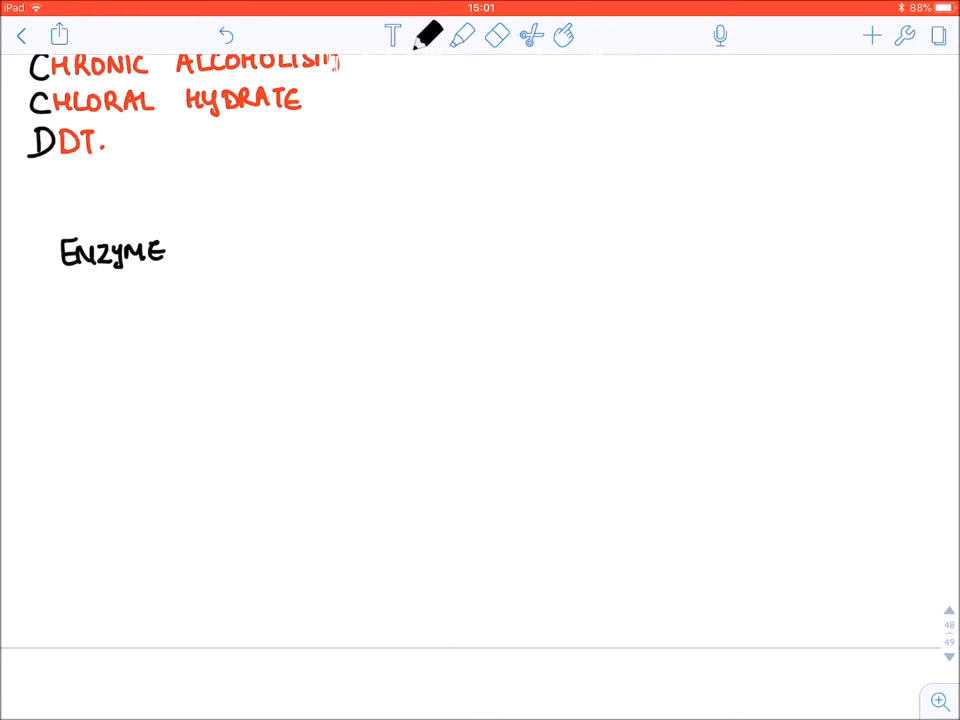 iPad 15:01 88%
T
CHRONIC ALCOHOLISM
CHLORAL HYDRATE
DDT.
ENZYME
48
49